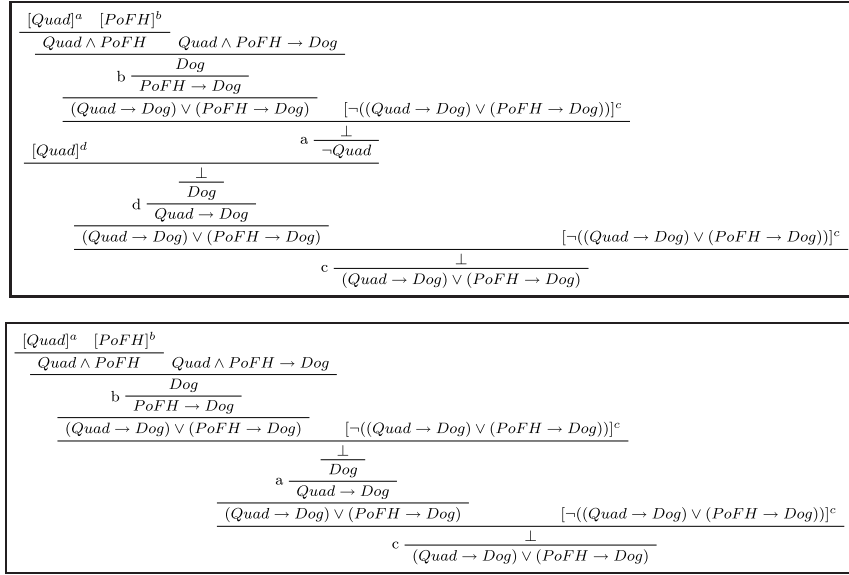 [Quad]ᵃ [PoFH]ᵇ
Quad ∧ PoFH Quad ∧ PoFH → Dog
Dog
b
PoFH → Dog
(Quad → Dog) ∨ (PoFH → Dog) [¬((Quad → Dog) ∨ (PoFH → Dog))]ᶜ
⊥
a
[Quad]ᵈ ¬Quad
⊥
Dog
d
Quad → Dog
(Quad → Dog) ∨ (PoFH → Dog) [¬((Quad → Dog) ∨ (PoFH → Dog))]ᶜ
⊥
c
(Quad → Dog) ∨ (PoFH → Dog)
[Quad]ᵃ [PoFH]ᵇ
Quad ∧ PoFH Quad ∧ PoFH → Dog
Dog
b
PoFH → Dog
(Quad → Dog) ∨ (PoFH → Dog) [¬((Quad → Dog) ∨ (PoFH → Dog))]ᶜ
⊥
Dog
a
Quad → Dog
(Quad → Dog) ∨ (PoFH → Dog) [¬((Quad → Dog) ∨ (PoFH → Dog))]ᶜ
⊥
c
(Quad → Dog) ∨ (PoFH → Dog)